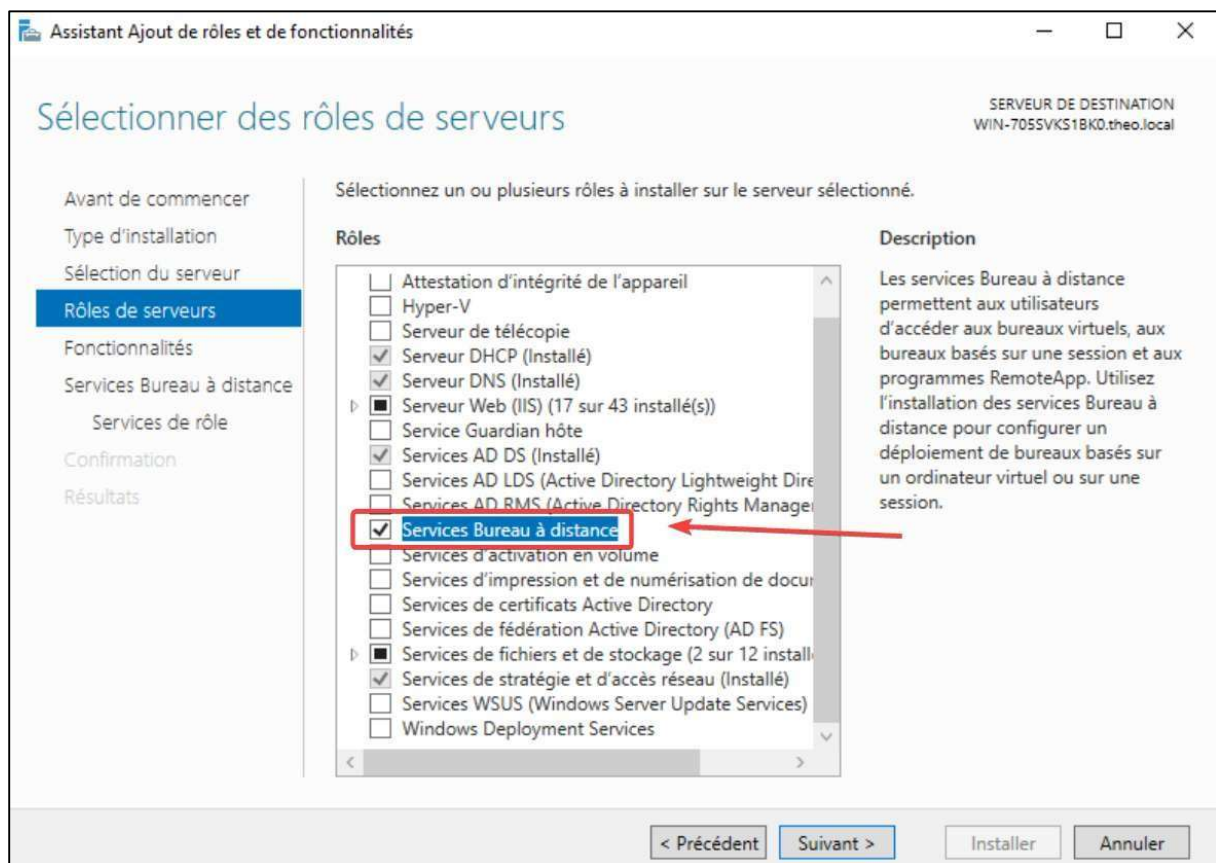 Assistant Ajout de rôles et de fonctionnalités
Sélectionner des rôles de serveurs
SERVEUR DE DESTINATION
WIN-705SVKS1BK0.theo.local
Avant de commencer
Type d'installation
Sélection du serveur
Rôles de serveurs
Fonctionnalités
Services Bureau à distance
Services de rôle
Confirmation
Résultats
Sélectionnez un ou plusieurs rôles à installer sur le serveur sélectionné.
Rôles
Attestation d'intégrité de l'appareil
Hyper-V
Serveur de télécopie
Serveur DHCP (Installé)
Serveur DNS (Installé)
Serveur Web (IIS) (17 sur 43 installé(s))
Service Guardian hôte
Services AD DS (Installé)
Services AD LDS (Active Directory Lightweight Dire
Services AD RMS (Active Directory Rights Manager
Services Bureau à distance
Services d'activation en volume
Services d'impression et de numérisation de docur
Services de certificats Active Directory
Services de fédération Active Directory (AD FS)
Services de fichiers et de stockage (2 sur 12 install
Services de stratégie et d'accès réseau (Installé)
Services WSUS (Windows Server Update Services)
Windows Deployment Services
Description
Les services Bureau à distance
permettent aux utilisateurs
d'accéder aux bureaux virtuels, aux
bureaux basés sur une session et aux
programmes RemoteApp. Utilisez
l'installation des services Bureau à
distance pour configurer un
déploiement de bureaux basés sur
un ordinateur virtuel ou sur une
session.
< Précédent
Suivant >
Installer
Annuler